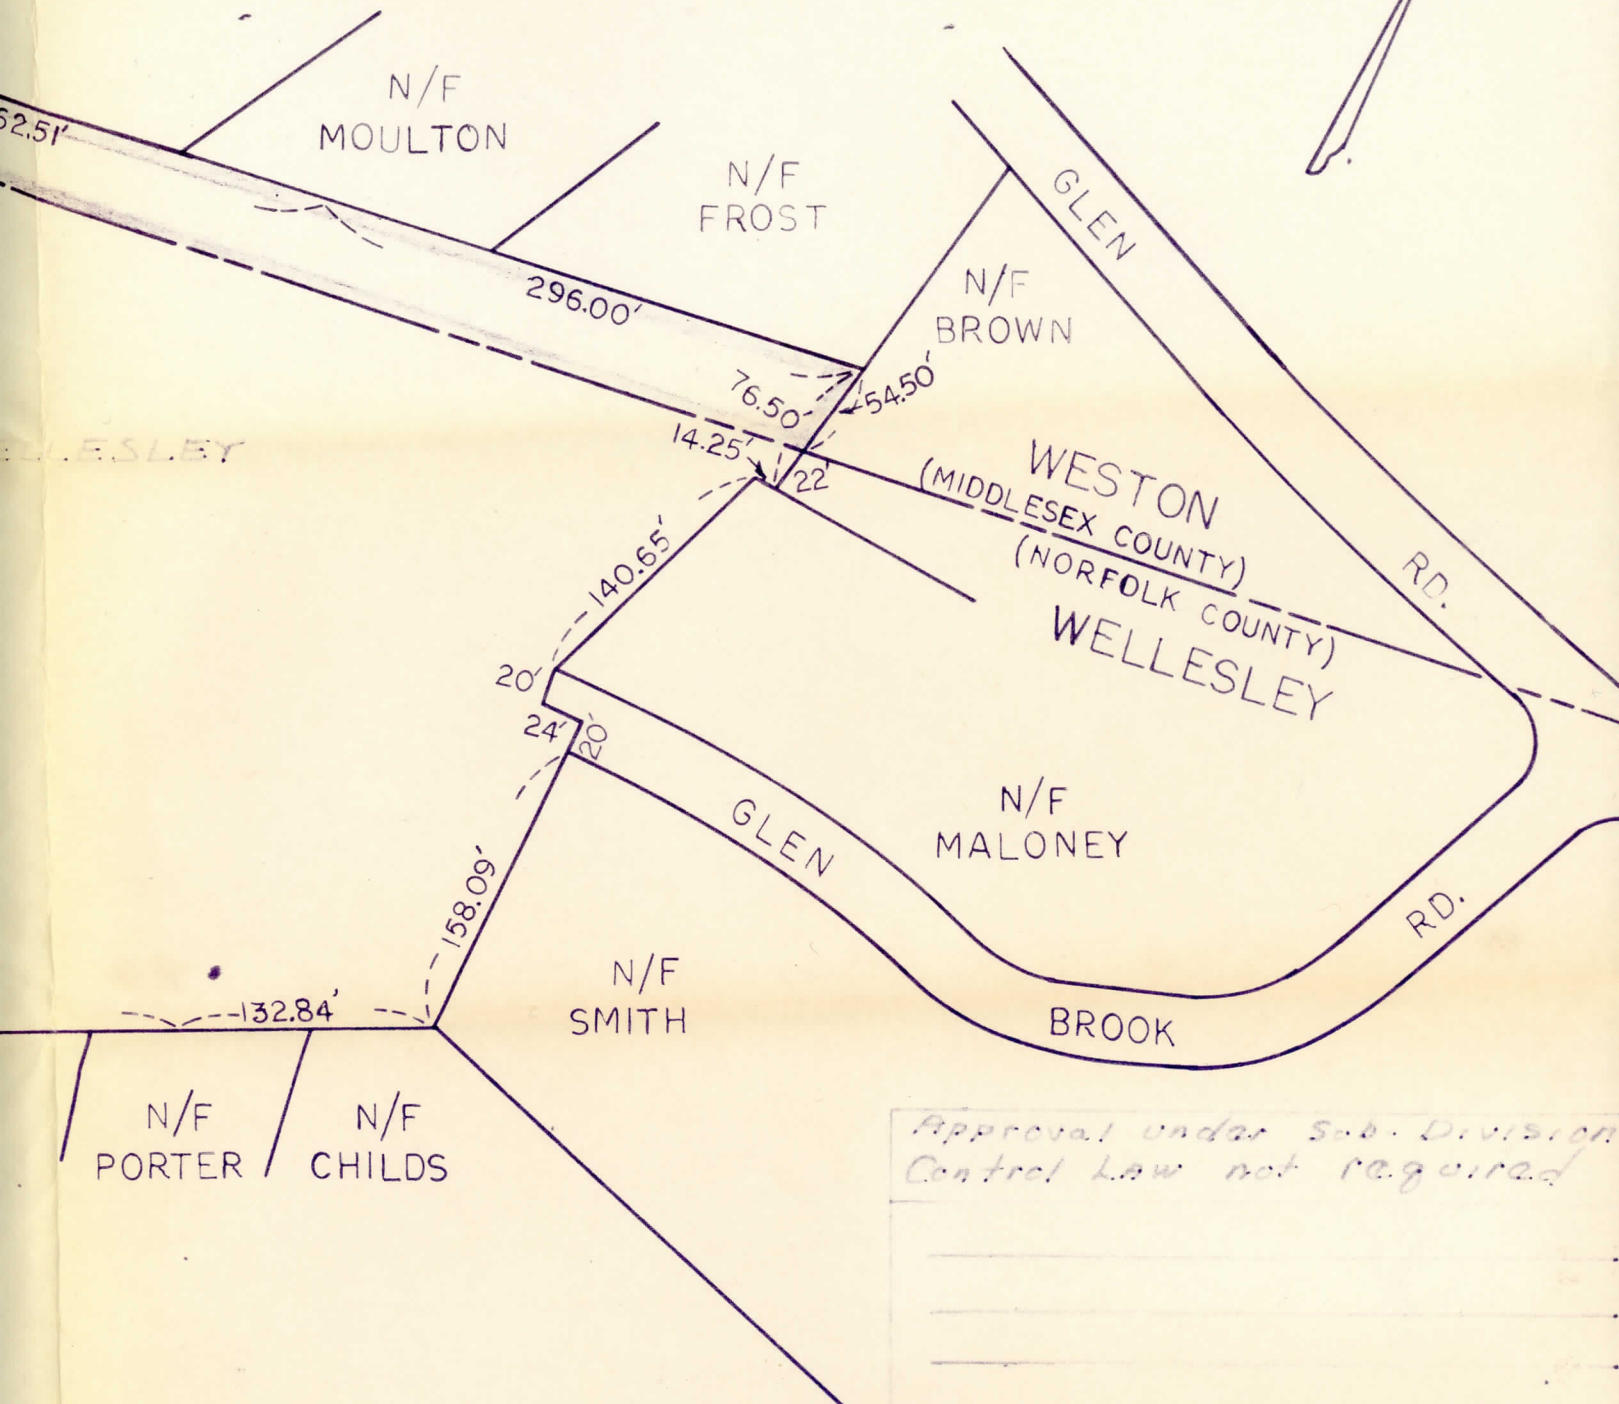 N/F
MOULTON
N/F
FROST
GLEN
296.00'
N/F
BROWN
76.50'
54.50'
14.25'
22'
WESTON
(MIDDLESEX COUNTY)
(NORFOLK COUNTY)
WELLESLEY
RD.
140.65'
20'
24'
20'
GLEN
N/F
MALONEY
158.09'
RD.
N/F
SMITH
132.84'
BROOK
N/F
PORTER
N/F
CHILDS
Approval under Sub-Division
Control Law not required